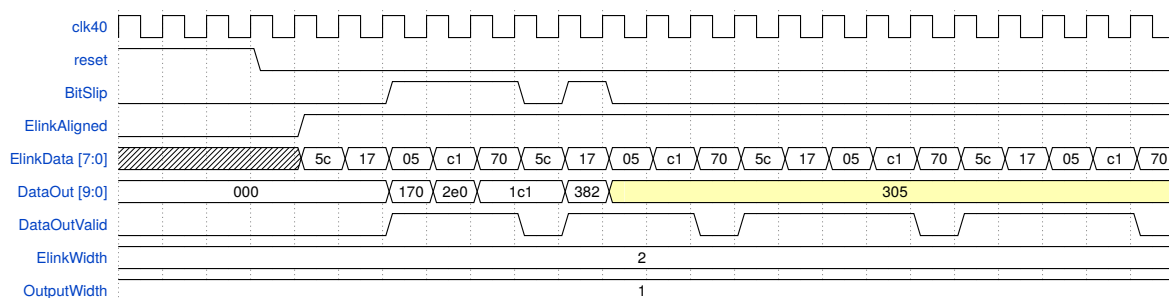 clk40
reset
BitSlip
ElinkAligned
ElinkData [7:0] 5c 17 05 c1 70 5c 17 05 c1 70 5c 17 05 c1 70 5c 17 05 c1 70
DataOut [9:0] 000 170 2e0 1c1 382 305
DataOutValid
ElinkWidth 2
OutputWidth 1